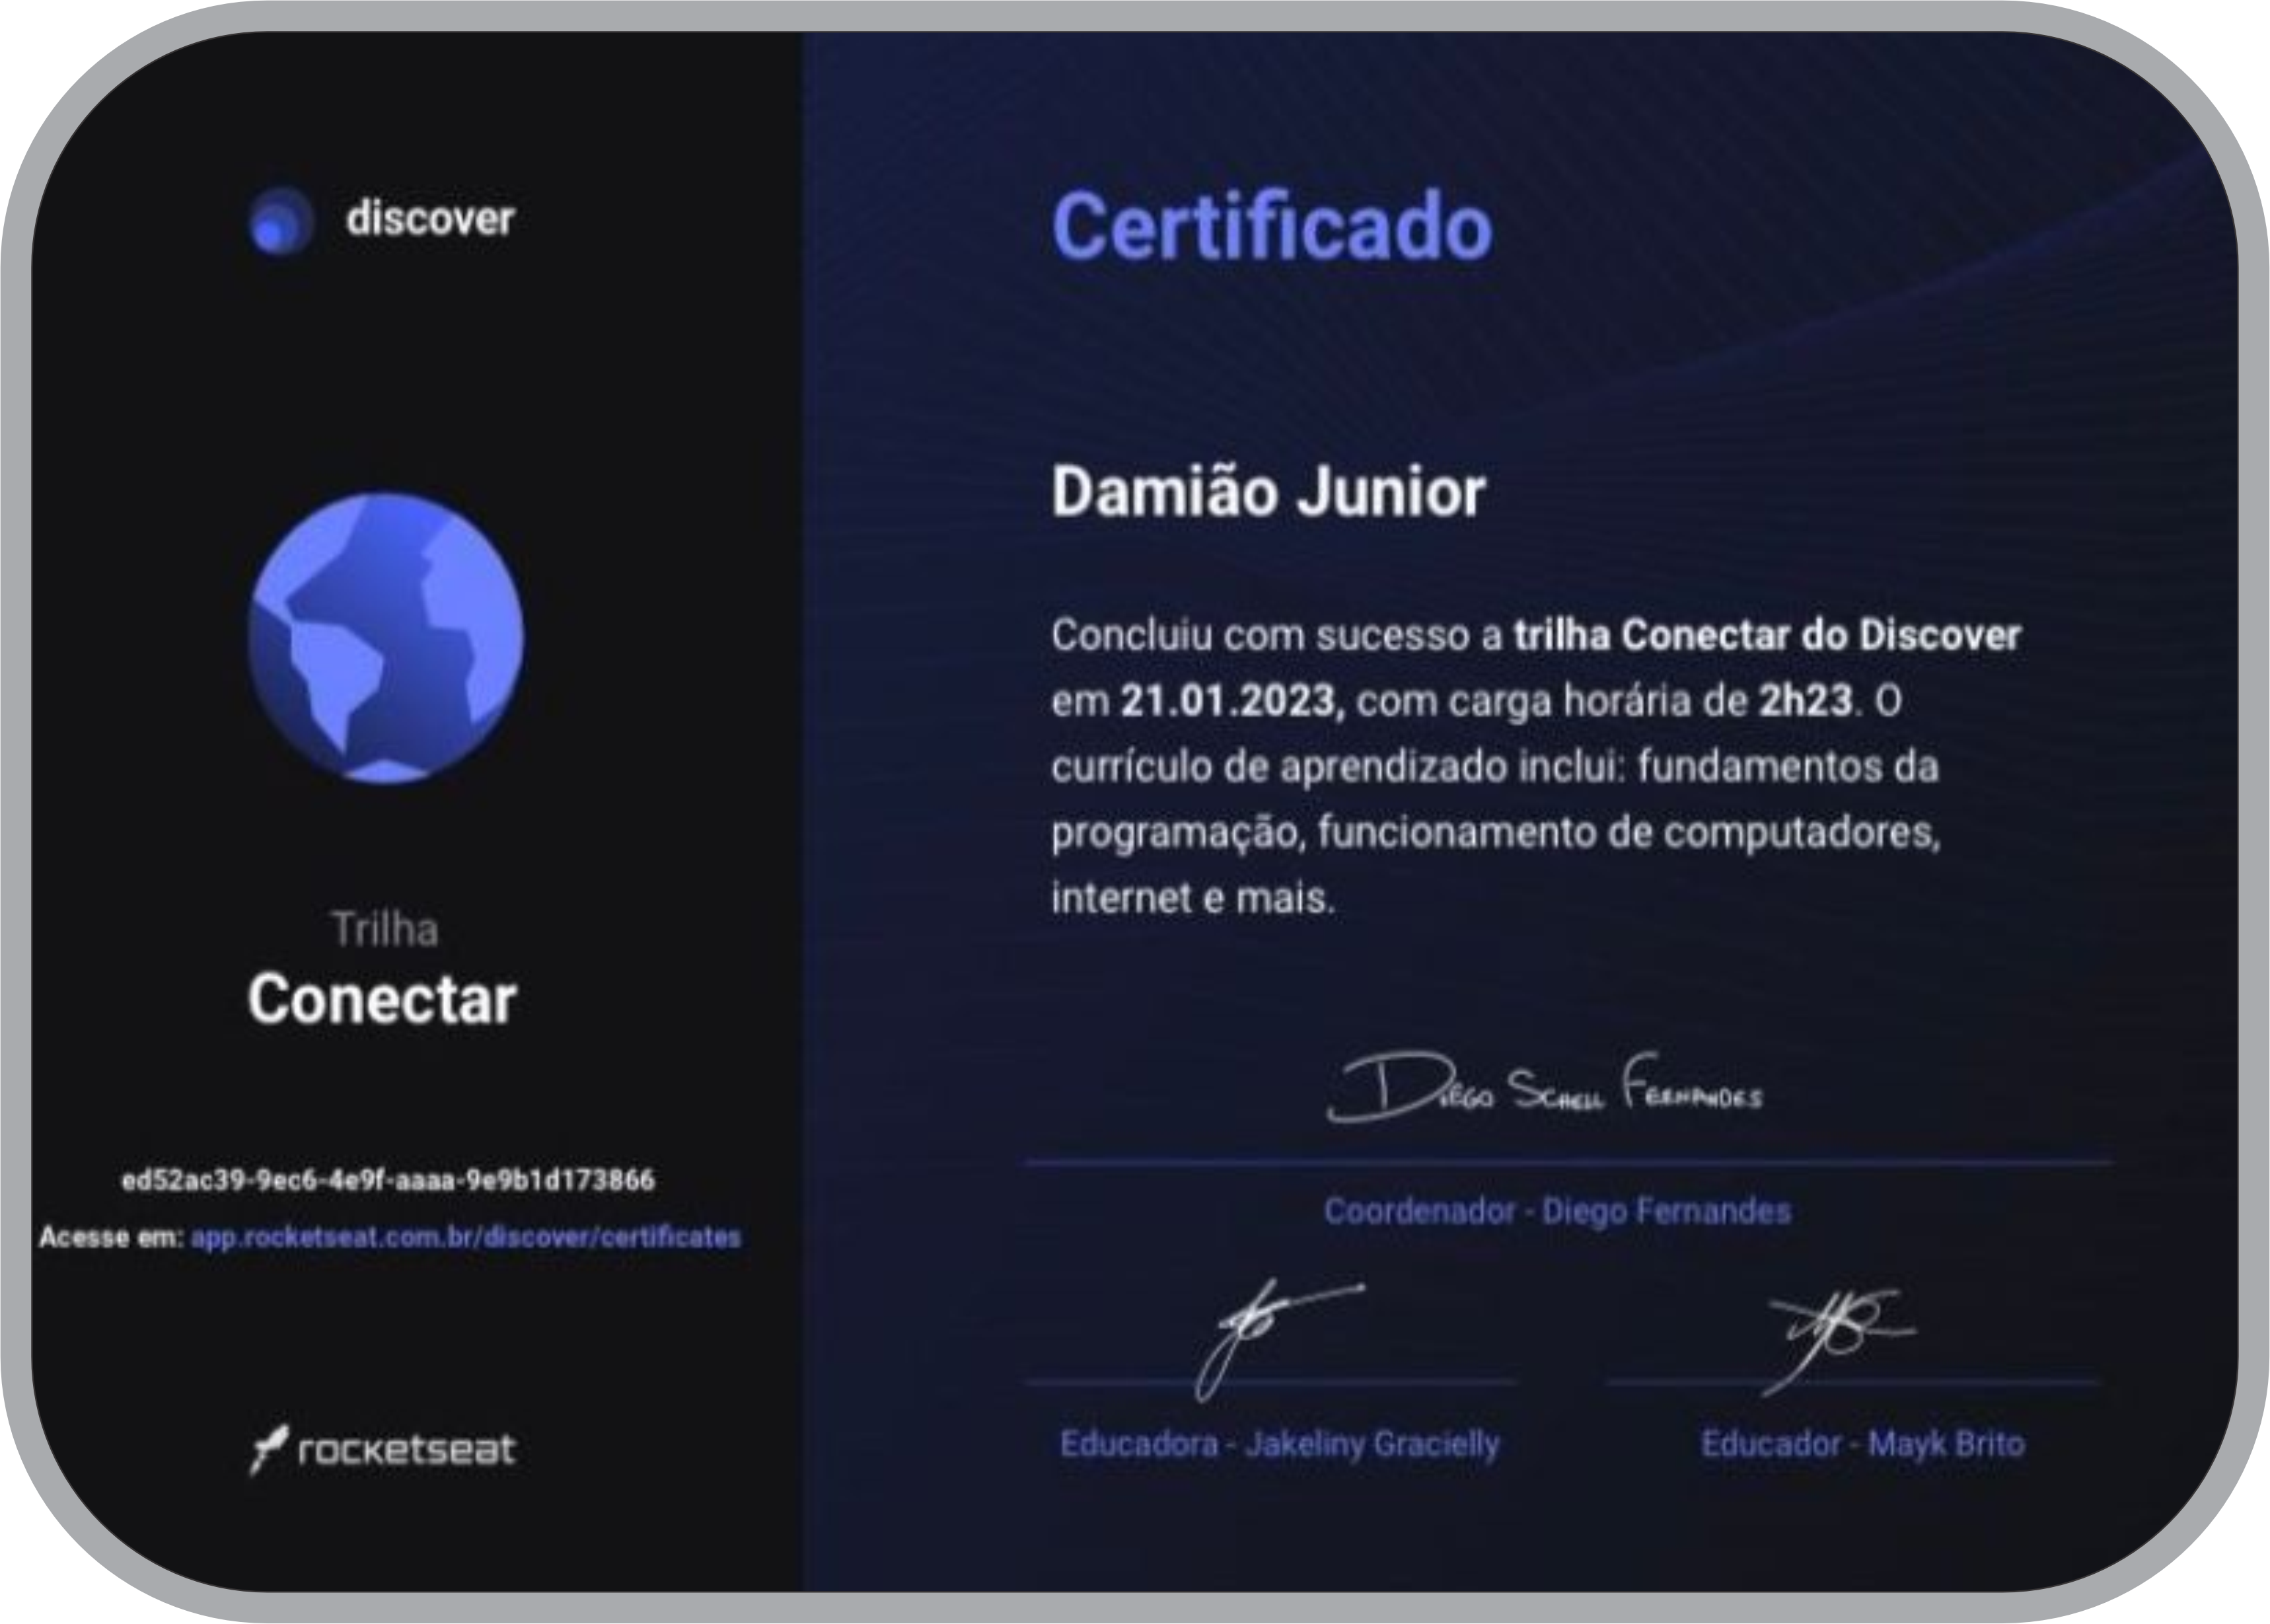 discover
Trilha
Conectar
ed52ac39-9ec6-4e9f-aaaa-9e9b1d173866
Acesse em: app.rocketseat.com.br/discover/certificates
rocketseat
Certificado
Damião Junior
Concluiu com sucesso a trilha Conectar do Discover
em 21.01.2023, com carga horária de 2h23. O
currículo de aprendizado inclui: fundamentos da
programação, funcionamento de computadores,
internet e mais.
Diego Schell Fernandes
Coordenador - Diego Fernandes
Educadora - Jakeliny Gracielly
Educador - Mayk Brito